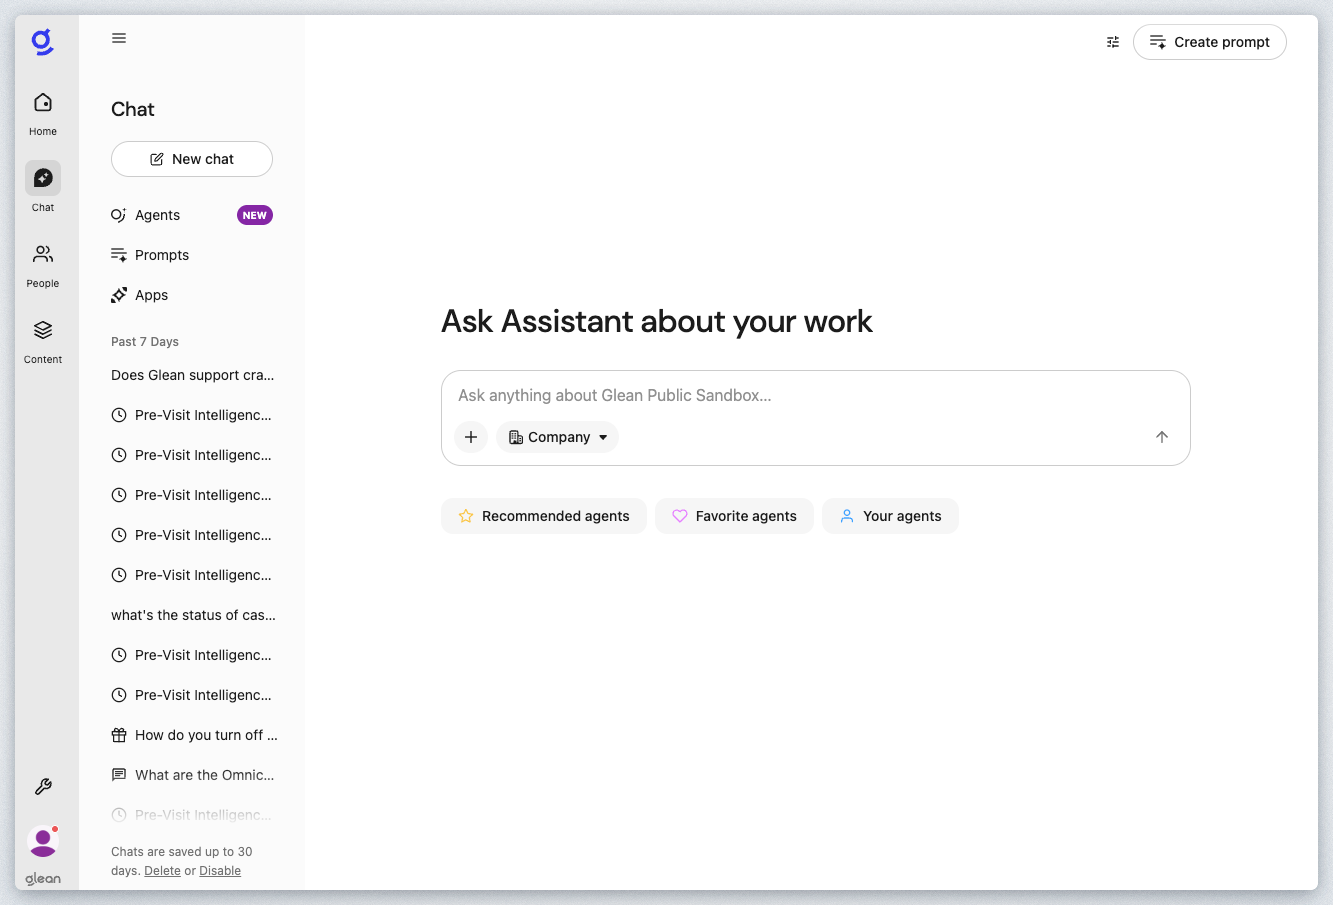 Home
Chat
People
Content
glean
Chat
New chat
Agents NEW
Prompts
Apps
Past 7 Days
Does Glean support cra...
Pre-Visit Intelligenc...
Pre-Visit Intelligenc...
Pre-Visit Intelligenc...
Pre-Visit Intelligenc...
Pre-Visit Intelligenc...
what's the status of cas...
Pre-Visit Intelligenc...
Pre-Visit Intelligenc...
How do you turn off ...
What are the Omnic...
Pre-Visit Intelligenc...
Chats are saved up to 30
days. Delete or Disable
Create prompt
Ask Assistant about your work
Ask anything about Glean Public Sandbox...
Company
Recommended agents Favorite agents Your agents